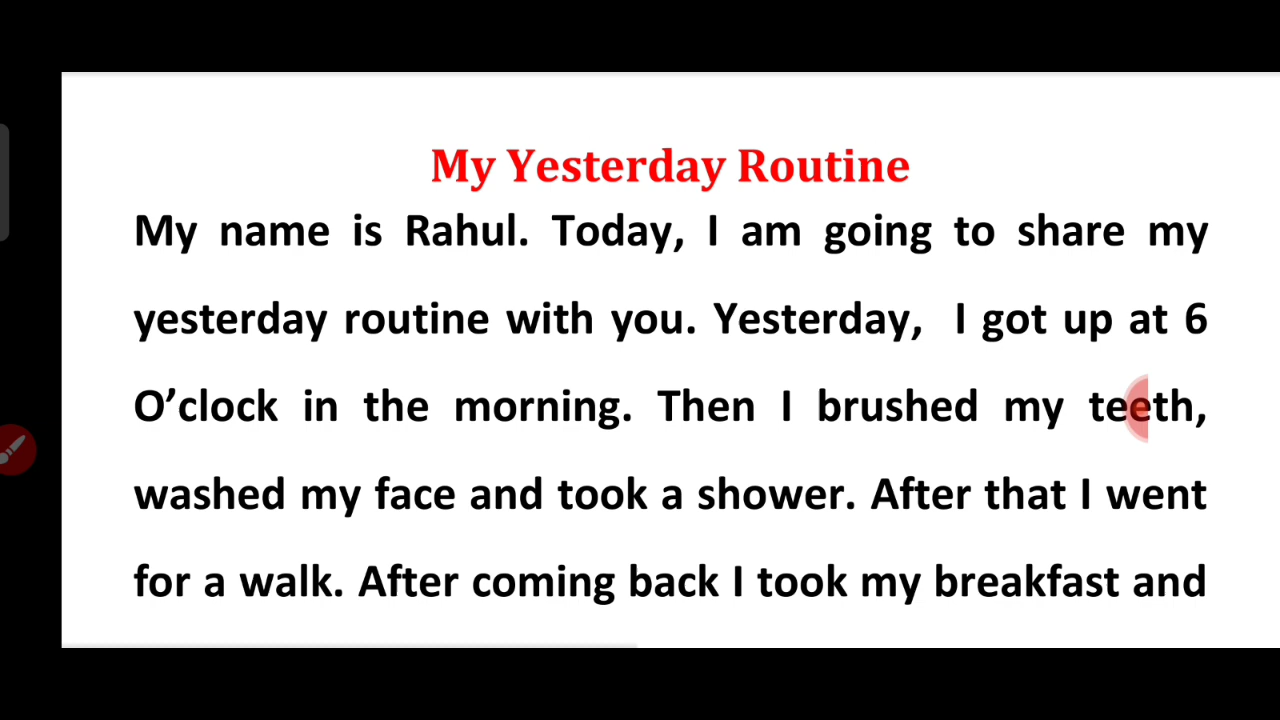 My Yesterday Routine
My name is Rahul. Today, I am going to share my
yesterday routine with you. Yesterday, I got up at 6
O’clock in the morning. Then I brushed my teeth,
washed my face and took a shower. After that I went
for a walk. After coming back I took my breakfast and